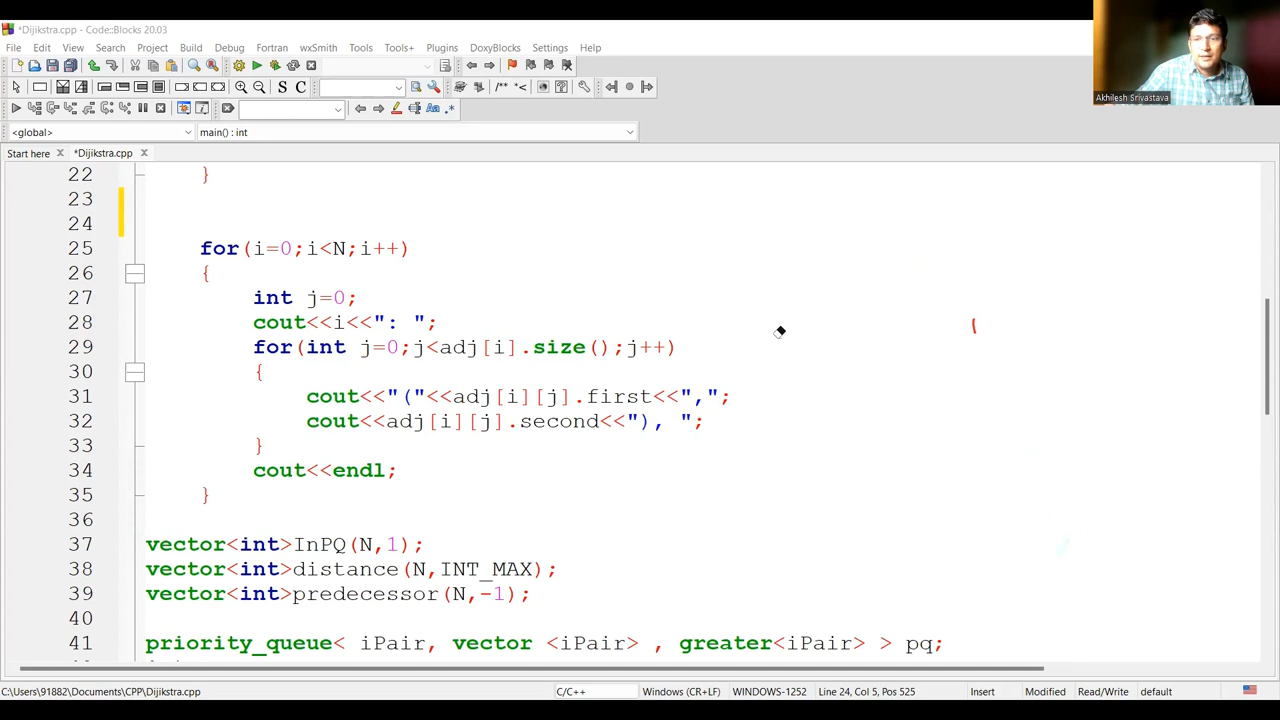 *Dijikstra.cpp - Code::Blocks 20.03
File Edit View Search Project Build Debug Fortran wxSmith Tools Tools+ Plugins DoxyBlocks Settings Help
S C
/** *<
Aa .*
<global> main() : int
Start here *Dijikstra.cpp
Akhilesh Srivastava
22 }
23
24
25 for(i=0;i<N;i++)
26 {
27 int j=0;
28 cout<<i<<": ";
29 for(int j=0;j<adj[i].size();j++)
30 {
31 cout<<"("<<adj[i][j].first<<",";
32 cout<<adj[i][j].second<<"), ";
33 }
34 cout<<endl;
35 }
36
37 vector<int>InPQ(N,1);
38 vector<int>distance(N,INT_MAX);
39 vector<int>predecessor(N,-1);
40
41 priority_queue< iPair, vector <iPair> , greater<iPair> > pq;
C:\Users\91882\Documents\CPP\Dijikstra.cpp C/C++ Windows (CR+LF) WINDOWS-1252 Line 24, Col 5, Pos 525 Insert Modified Read/Write default